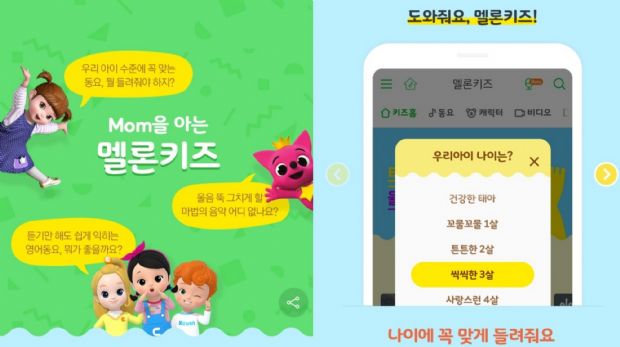 우리 아이 수준에 꼭 맞는
동요, 뭘 들려줘야 하지?
Mom을 아는
멜론키즈
울음 뚝 그치게 할
마법의 음악 어디 없나요?
듣기만 해도 쉽게 익히는
영어동요, 뭐가 좋을까요?
도와줘요, 멜론키즈!
멜론키즈
키즈홈
동요
캐릭터
비디오
우리아이 나이는?
건강한 태아
꼬물꼬물 1살
튼튼한 2살
씩씩한 3살
사랑스런 4살
나이에 꼭 맞게 들려줘요